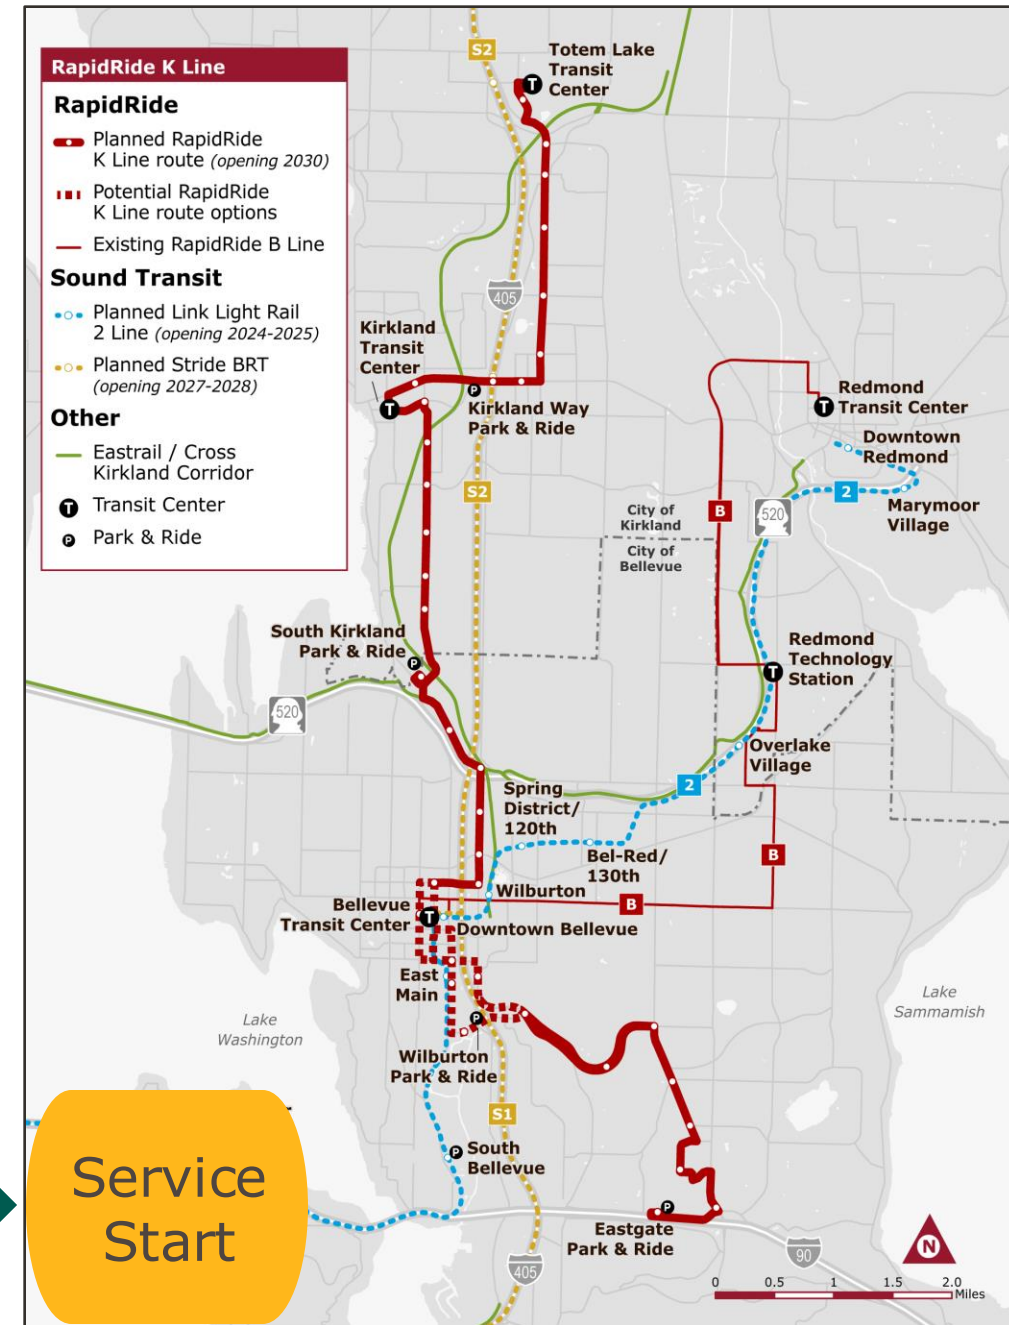 RapidRide K Line
RapidRide
Planned RapidRide
K Line route (opening 2030)
Potential RapidRide
K Line route options
Existing RapidRide B Line
Sound Transit
Planned Link Light Rail
2 Line (opening 2024-2025)
Planned Stride BRT
(opening 2027-2028)
Other
Eastrail / Cross
Kirkland Corridor
T Transit Center
P Park & Ride
S2
Totem Lake
Transit
Center
T
405
Kirkland
Transit
Center
T
P
Kirkland Way
Park & Ride
Redmond
Transit Center
T
Downtown
Redmond
S2
2
Marymoor
Village
B
520
City of
Kirkland
City of
Bellevue
South Kirkland
Park & Ride
P
Redmond
Technology
Station
T
520
Overlake
Village
2
Spring
District/
120th
Bel-Red/
130th
B
Wilburton
B
Bellevue
Transit Center
T
Downtown Bellevue
East
Main
Lake
Washington
Lake
Sammamish
P
Wilburton
Park & Ride
S1
P
South
Bellevue
Service
Start
P
Eastgate
Park & Ride
405
90
N
0 0.5 1 1.5 2.0
Miles